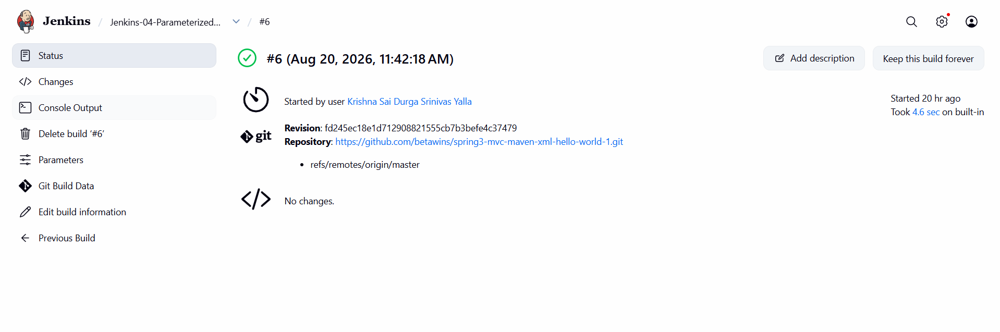 Jenkins / Jenkins-04-Parameterized... / #6
Status
Changes
Console Output
Delete build ‘#6’
Parameters
Git Build Data
Edit build information
Previous Build
#6 (Aug 20, 2026, 11:42:18 AM)
Add description
Keep this build forever
Started by user Krishna Sai Durga Srinivas Yalla
Started 20 hr ago
Took 4.6 sec on built-in
git
Revision: fd245ec18e1d712908821555cb7b3befe4c37479
Repository: https://github.com/betawins/spring3-mvc-maven-xml-hello-world-1.git
• refs/remotes/origin/master
No changes.